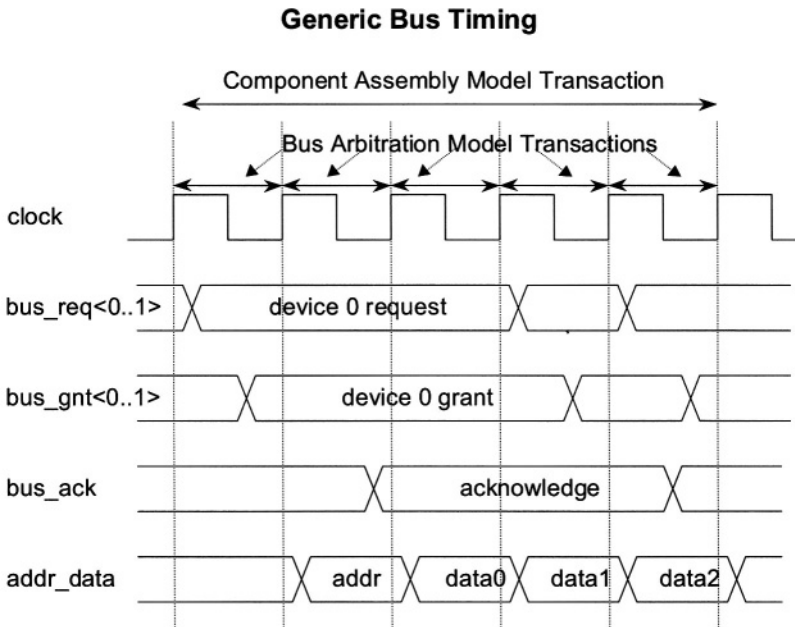 Generic Bus Timing
Component Assembly Model Transaction
Bus Arbitration Model Transactions
clock
bus_req<0..1>
device 0 request
bus_gnt<0..1>
device 0 grant
bus_ack
acknowledge
addr_data
addr
data0
data1
data2